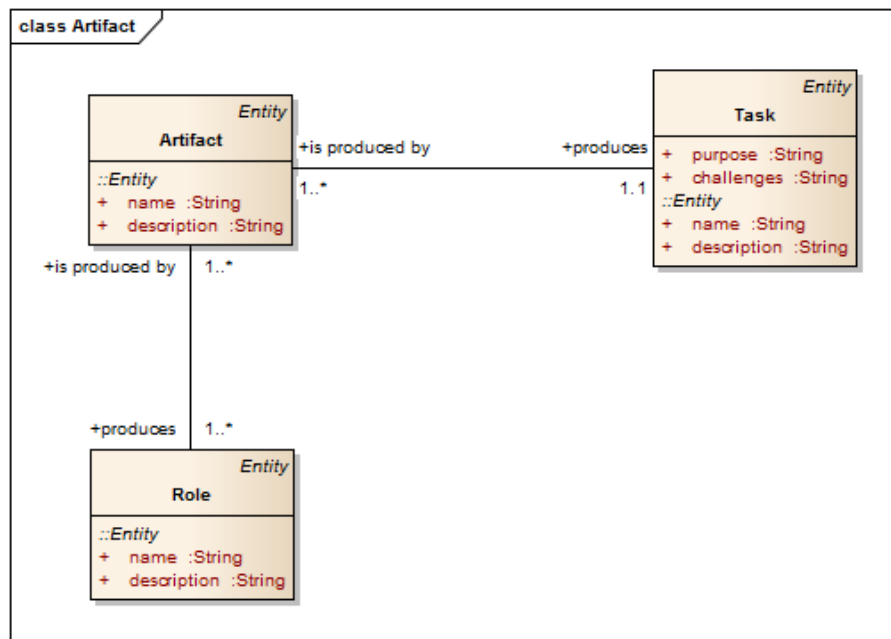 class Artifact
Entity
Artifact
::Entity
+ name :String
+ description :String
+is produced by
+produces
1..*
1..1
Entity
Task
+ purpose :String
+ challenges :String
::Entity
+ name :String
+ description :String
+is produced by
1..*
+produces
1..*
Entity
Role
::Entity
+ name :String
+ description :String